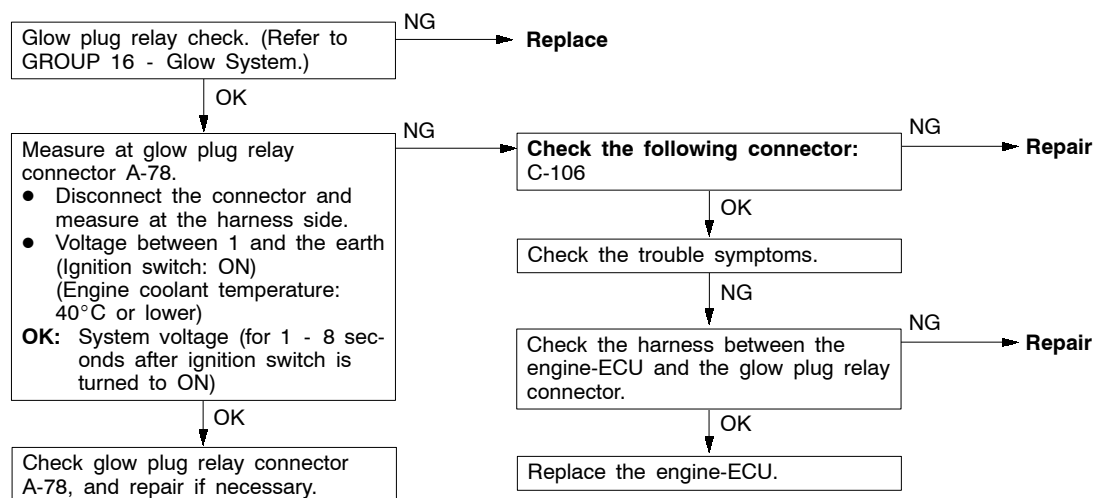 Glow plug relay check. (Refer to
GROUP 16 - Glow System.)
NG
Replace
OK
Measure at glow plug relay
connector A-78.
● Disconnect the connector and
measure at the harness side.
● Voltage between 1 and the earth
(Ignition switch: ON)
(Engine coolant temperature:
40°C or lower)
OK: System voltage (for 1 - 8 sec-
onds after ignition switch is
turned to ON)
NG
OK
Check glow plug relay connector
A-78, and repair if necessary.
Check the following connector:
C-106
NG
Repair
OK
Check the trouble symptoms.
NG
Check the harness between the
engine-ECU and the glow plug relay
connector.
NG
Repair
OK
Replace the engine-ECU.